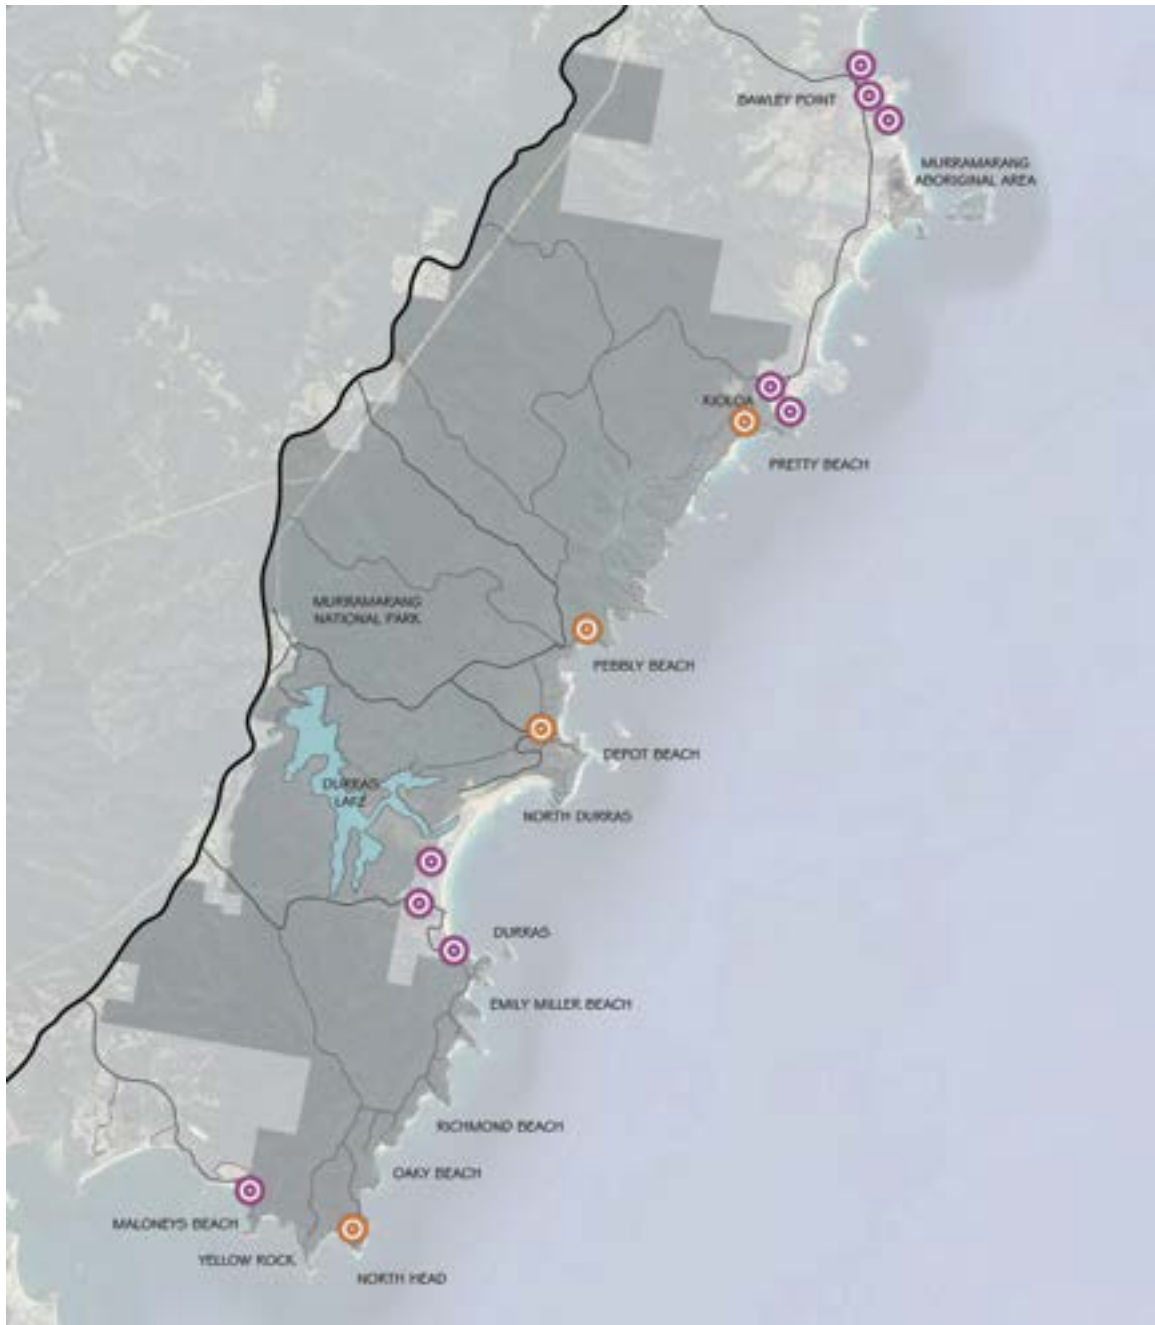 BAWLEY POINT
MURRAMARANG
ABORIGINAL AREA
KIOLOA
PRETTY BEACH
MURRAMARANG
NATIONAL PARK
PEBBLY BEACH
DEPOT BEACH
DURRAS
LAKE
NORTH DURRAS
DURRAS
EMILY MILLER BEACH
RICHMOND BEACH
OAKY BEACH
MALONEYS BEACH
YELLOW ROCK
NORTH HEAD